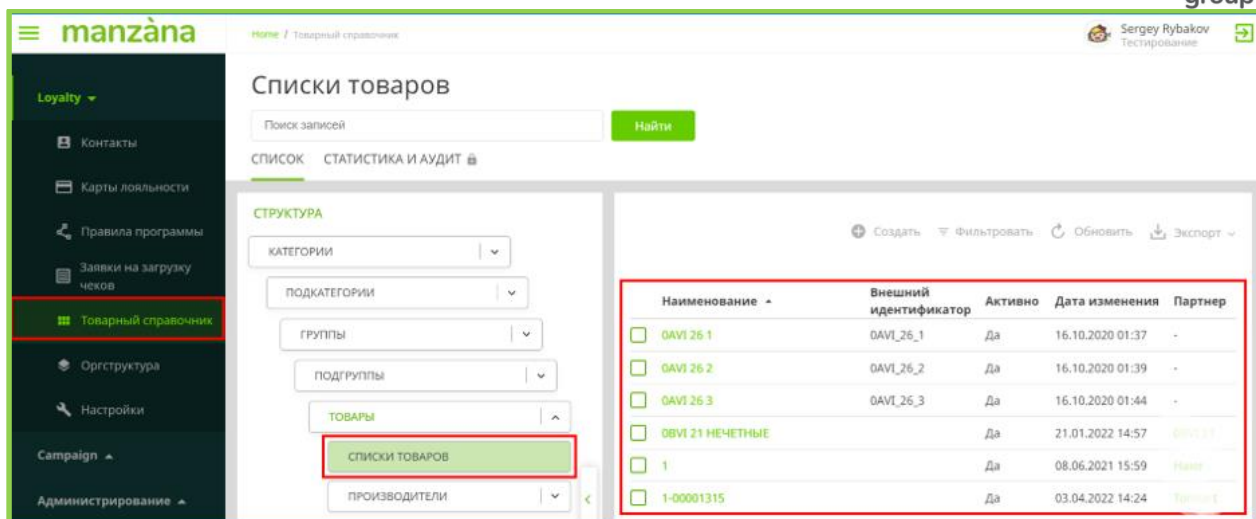 group
manzàna
Home / Товарный справочник
Sergey Rybakov
Тестирование
Loyalty
Контакты
Карты лояльности
Правила программы
Заявки на загрузку
чеков
Товарный справочник
Оргструктура
Настройки
Campaign
Администрирование
Списки товаров
Поиск записей
Найти
СПИСОК СТАТИСТИКА И АУДИТ
СТРУКТУРА
КАТЕГОРИИ
ПОДКАТЕГОРИИ
ГРУППЫ
ПОДГРУППЫ
ТОВАРЫ
СПИСКИ ТОВАРОВ
ПРОИЗВОДИТЕЛИ
Создать Фильтровать Обновить Экспорт
Наименование Внешний идентификатор Активно Дата изменения Партнер
0AVI 26 1 0AVI_26_1 Да 16.10.2020 01:37 -
0AVI 26 2 0AVI_26_2 Да 16.10.2020 01:39 -
0AVI 26 3 0AVI_26_3 Да 16.10.2020 01:44 -
0BVI 21 НЕЧЕТНЫЕ Да 21.01.2022 14:57
1 Да 08.06.2021 15:59
1-00001315 Да 03.04.2022 14:24